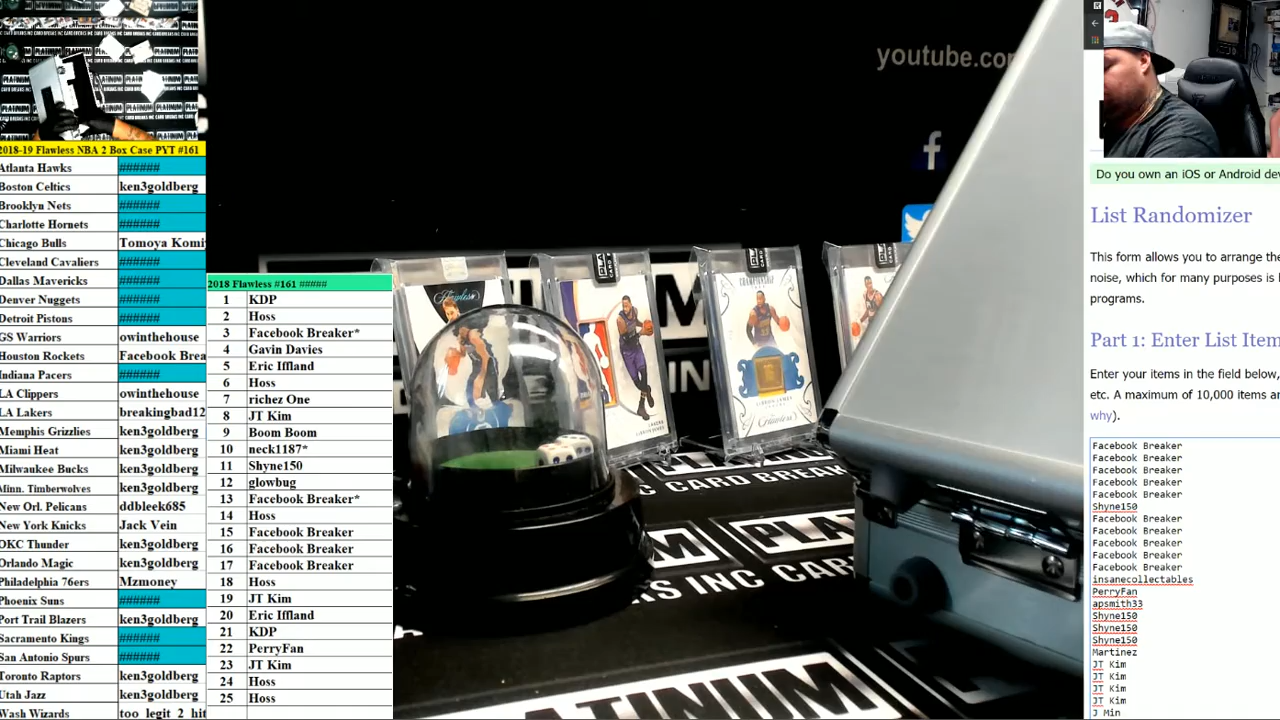 2018-19 Flawless NBA 2 Box Case PYT #161
Atlanta Hawks ######
Boston Celtics ken3goldberg
Brooklyn Nets ######
Charlotte Hornets ######
Chicago Bulls Tomoya Komi
Cleveland Cavaliers ######
Dallas Mavericks ######
Denver Nuggets ######
Detroit Pistons ######
GS Warriors owinthehouse
Houston Rockets Facebook Brea
Indiana Pacers ######
LA Clippers owinthehouse
LA Lakers breakingbad12
Memphis Grizzlies ken3goldberg
Miami Heat ken3goldberg
Milwaukee Bucks ken3goldberg
Minn. Timberwolves ken3goldberg
New Orl. Pelicans ddbleek685
New York Knicks Jack Vein
OKC Thunder ken3goldberg
Orlando Magic ken3goldberg
Philadelphia 76ers Mzmoney
Phoenix Suns ######
Port Trail Blazers ken3goldberg
Sacramento Kings ######
San Antonio Spurs ######
Toronto Raptors ken3goldberg
Utah Jazz ken3goldberg
Wash Wizards too legit 2 hit
2018 Flawless #161 #####
1 KDP
2 Hoss
3 Facebook Breaker*
4 Gavin Davies
5 Eric Iffland
6 Hoss
7 richez One
8 JT Kim
9 Boom Boom
10 neck1187*
11 Shyne150
12 glowbug
13 Facebook Breaker*
14 Hoss
15 Facebook Breaker
16 Facebook Breaker
17 Facebook Breaker
18 Hoss
19 JT Kim
20 Eric Iffland
21 KDP
22 PerryFan
23 JT Kim
24 Hoss
25 Hoss
youtube.com
f
PLATINUM
C CARD BREAK
PLA
S INC CAR
PLATINUM
Do you own an iOS or Android dev
List Randomizer
This form allows you to arrange the
noise, which for many purposes is
programs.
Part 1: Enter List Item
Enter your items in the field below,
etc. A maximum of 10,000 items a
why).
Facebook Breaker
Facebook Breaker
Facebook Breaker
Facebook Breaker
Facebook Breaker
Shyne150
Facebook Breaker
Facebook Breaker
Facebook Breaker
Facebook Breaker
Facebook Breaker
insanecollectables
PerryFan
apsmith33
Shyne150
Shyne150
Shyne150
Martinez
JT Kim
JT Kim
JT Kim
JT Kim
J Min